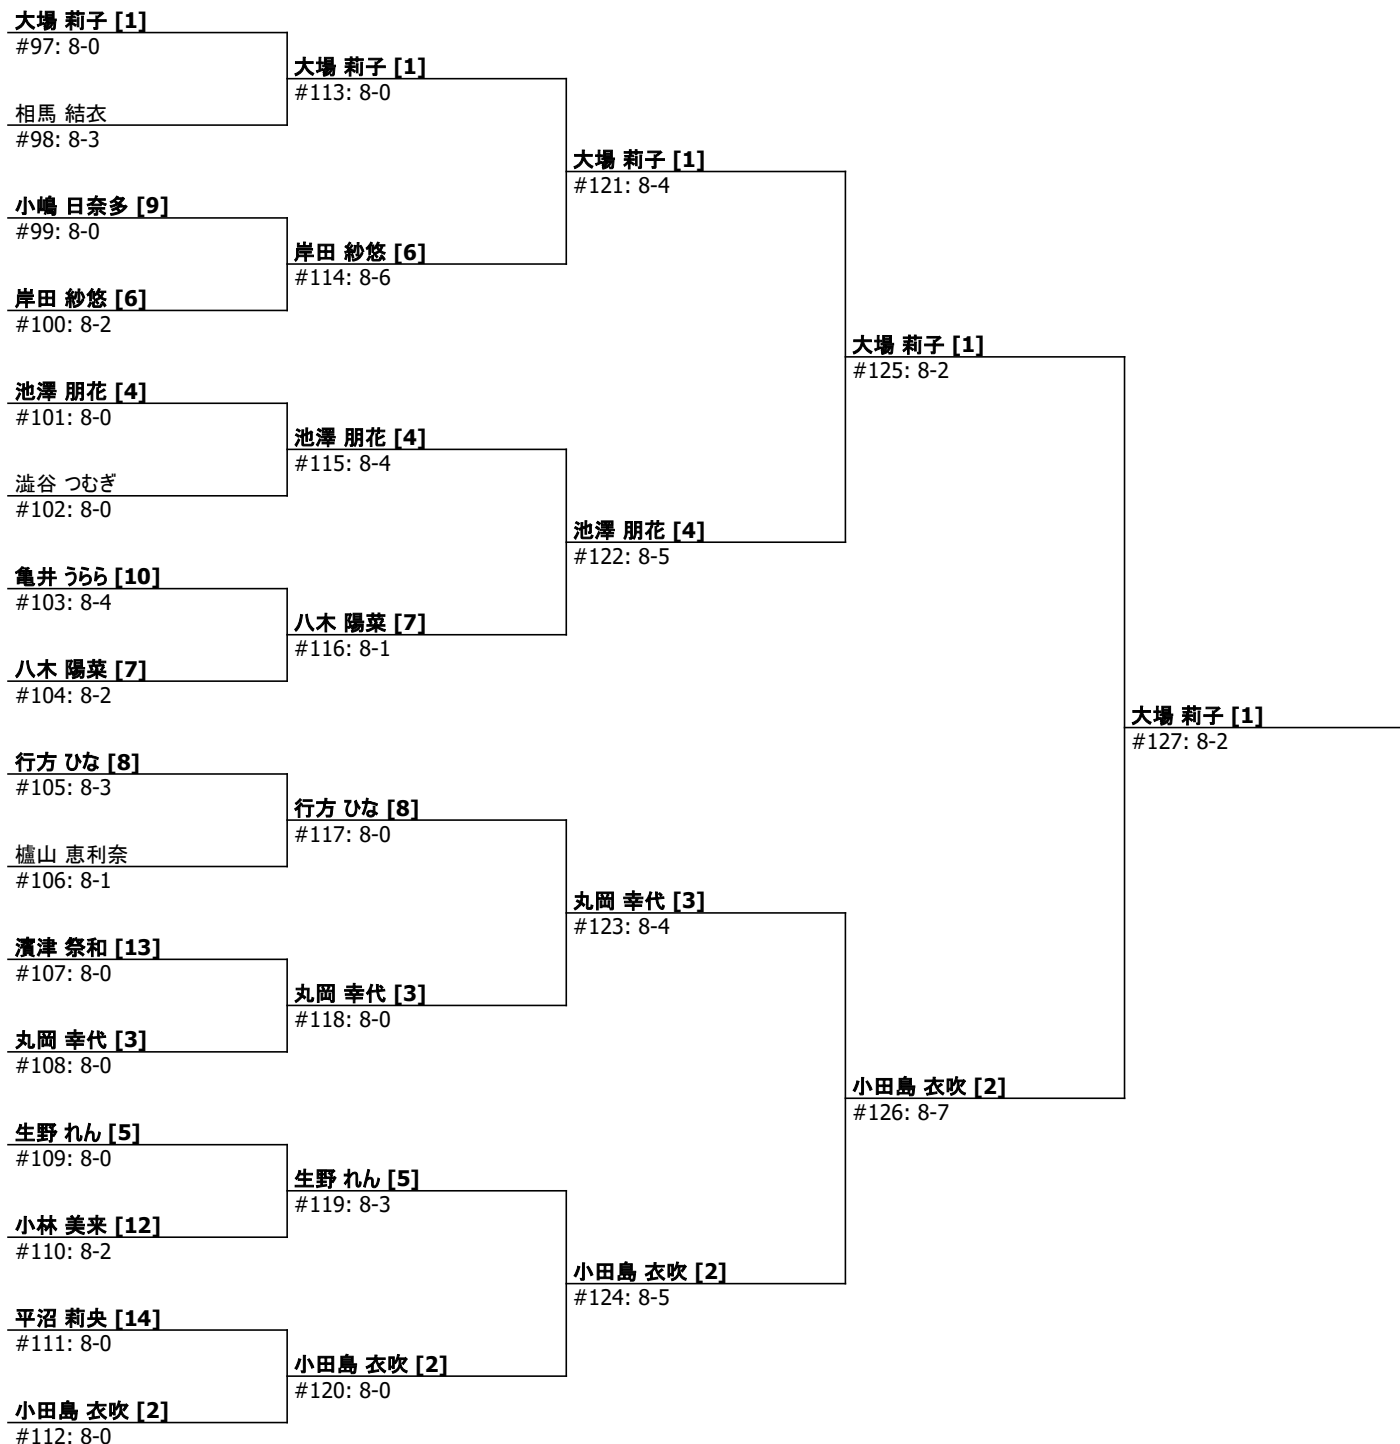 大場 莉子 [1]
#97: 8-0
相馬 結衣
#98: 8-3
小嶋 日奈多 [9]
#99: 8-0
岸田 紗悠 [6]
#100: 8-2
池澤 朋花 [4]
#101: 8-0
澁谷 つむぎ
#102: 8-0
亀井 うらら [10]
#103: 8-4
八木 陽菜 [7]
#104: 8-2
行方 ひな [8]
#105: 8-3
櫨山 恵利奈
#106: 8-1
濱津 祭和 [13]
#107: 8-0
丸岡 幸代 [3]
#108: 8-0
生野 れん [5]
#109: 8-0
小林 美来 [12]
#110: 8-2
平沼 莉央 [14]
#111: 8-0
小田島 衣吹 [2]
#112: 8-0
大場 莉子 [1]
#113: 8-0
岸田 紗悠 [6]
#114: 8-6
池澤 朋花 [4]
#115: 8-4
八木 陽菜 [7]
#116: 8-1
行方 ひな [8]
#117: 8-0
丸岡 幸代 [3]
#118: 8-0
生野 れん [5]
#119: 8-3
小田島 衣吹 [2]
#120: 8-0
大場 莉子 [1]
#121: 8-4
池澤 朋花 [4]
#122: 8-5
丸岡 幸代 [3]
#123: 8-4
小田島 衣吹 [2]
#124: 8-5
大場 莉子 [1]
#125: 8-2
小田島 衣吹 [2]
#126: 8-7
大場 莉子 [1]
#127: 8-2